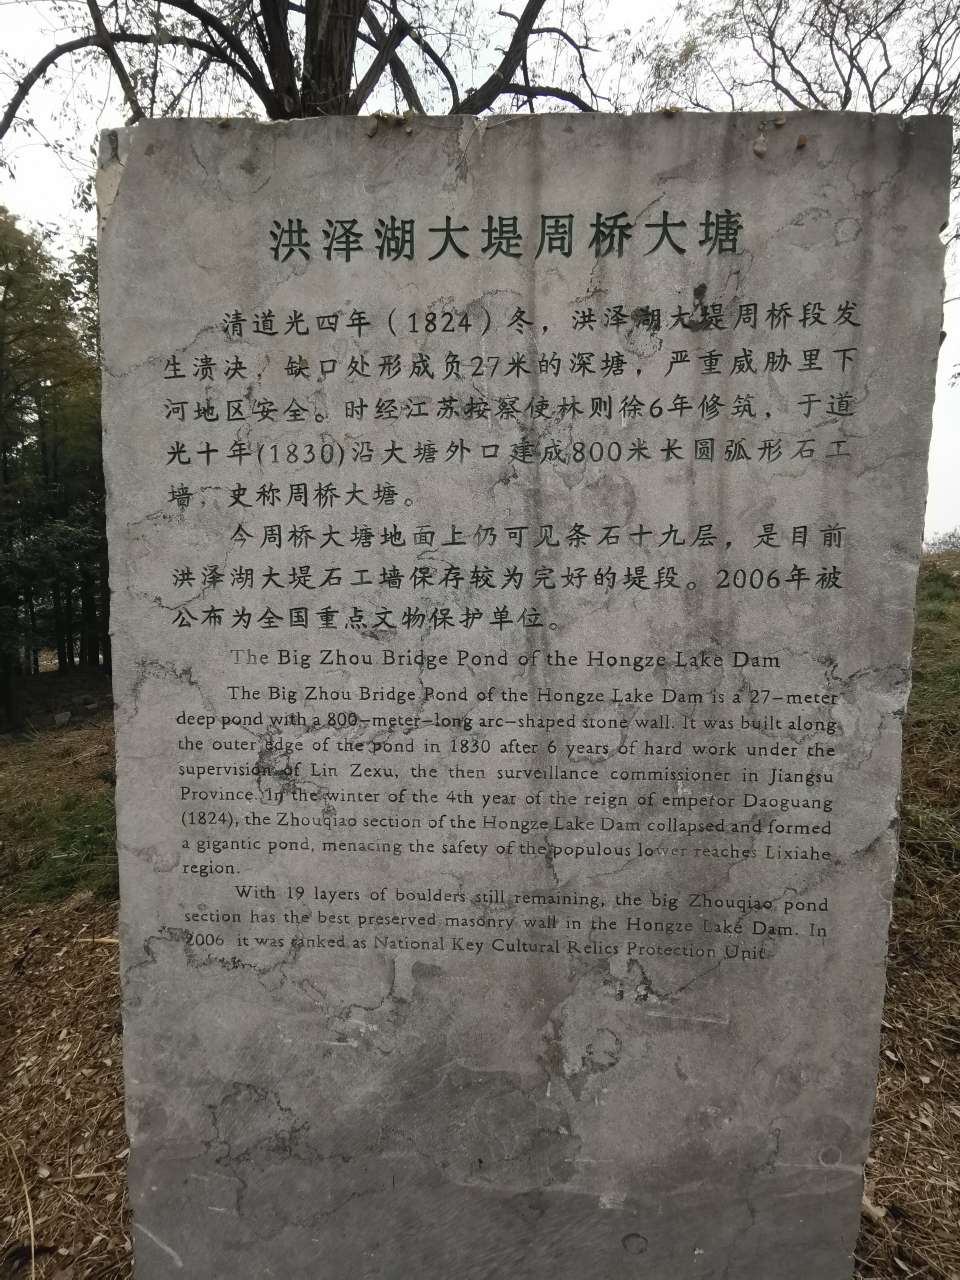 洪泽湖大堤周桥大塘
清道光四年（1824）冬，洪泽湖大堤周桥段发
生溃决，缺口处形成负27米的深塘，严重威胁里下
河地区安全。时经江苏按察使林则徐6年修筑，于道
光十年(1830)沿大塘外口建成800米长圆弧形石工
墙，史称周桥大塘。
今周桥大塘地面上仍可见条石十九层，是目前
洪泽湖大堤石工墙保存较为完好的堤段。2006年被
公布为全国重点文物保护单位。
The Big Zhou Bridge Pond of the Hongze Lake Dam
The Big Zhou Bridge Pond of the Hongze Lake Dam is a 27-meter
deep pond with a 800-meter-long arc-shaped stone wall. It was built along
the outer edge of the pond in 1830 after 6 years of hard work under the
supervision of Lin Zexu, the then surveillance commissioner in Jiangsu
Province. In the winter of the 4th year of the reign of emperor Daoguang
(1824), the Zhouqiao section of the Hongze Lake Dam collapsed and formed
a gigantic pond, menacing the safety of the populous lower reaches Lixiahe
region.
With 19 layers of boulders still remaining, the big Zhouqiao pond
section has the best preserved masonry wall in the Hongze Lake Dam. In
2006 it was ranked as National Key Cultural Relics Protection Unit.